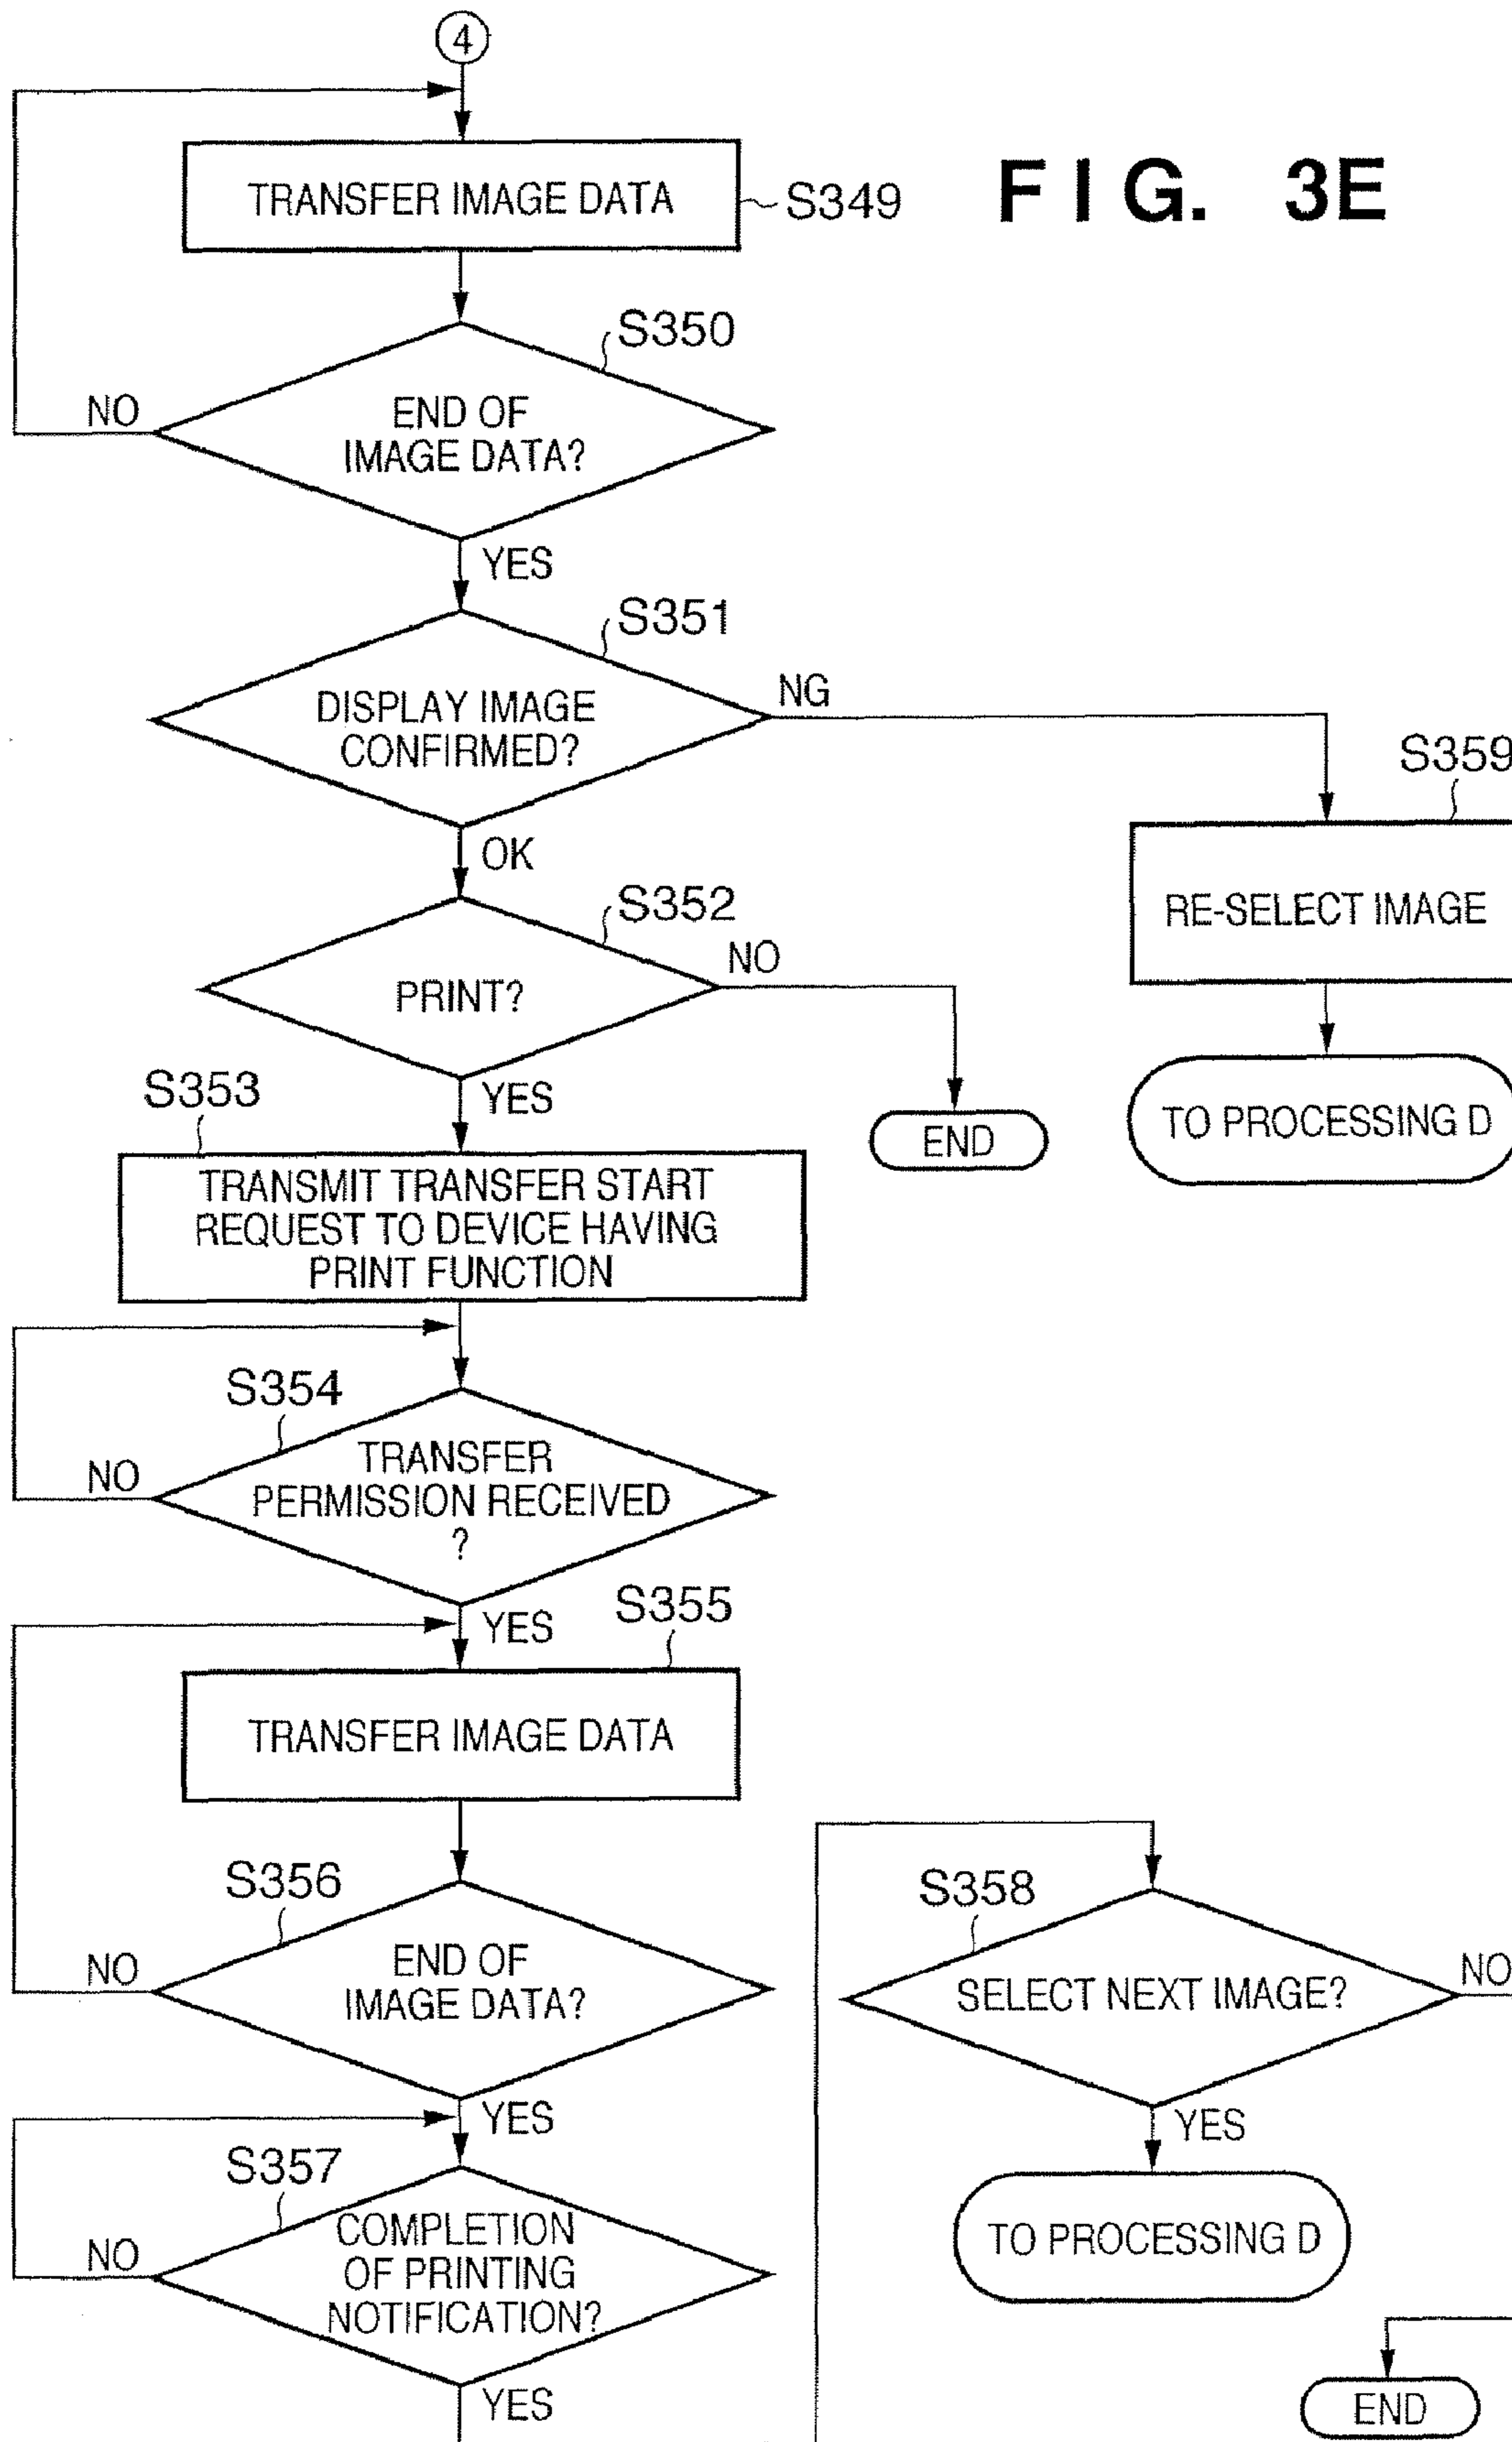 4
FIG. 3E
TRANSFER IMAGE DATA
S349
S350
NO
END OF
IMAGE DATA?
YES
S351
DISPLAY IMAGE
CONFIRMED?
NG
S359
OK
RE-SELECT IMAGE
S352
PRINT?
NO
TO PROCESSING D
S353
YES
END
TRANSMIT TRANSFER START
REQUEST TO DEVICE HAVING
PRINT FUNCTION
S354
NO
TRANSFER
PERMISSION RECEIVED
?
YES
S355
TRANSFER IMAGE DATA
S356
NO
END OF
IMAGE DATA?
S358
SELECT NEXT IMAGE?
NO
YES
YES
S357
NO
COMPLETION
OF PRINTING
NOTIFICATION?
TO PROCESSING D
YES
END